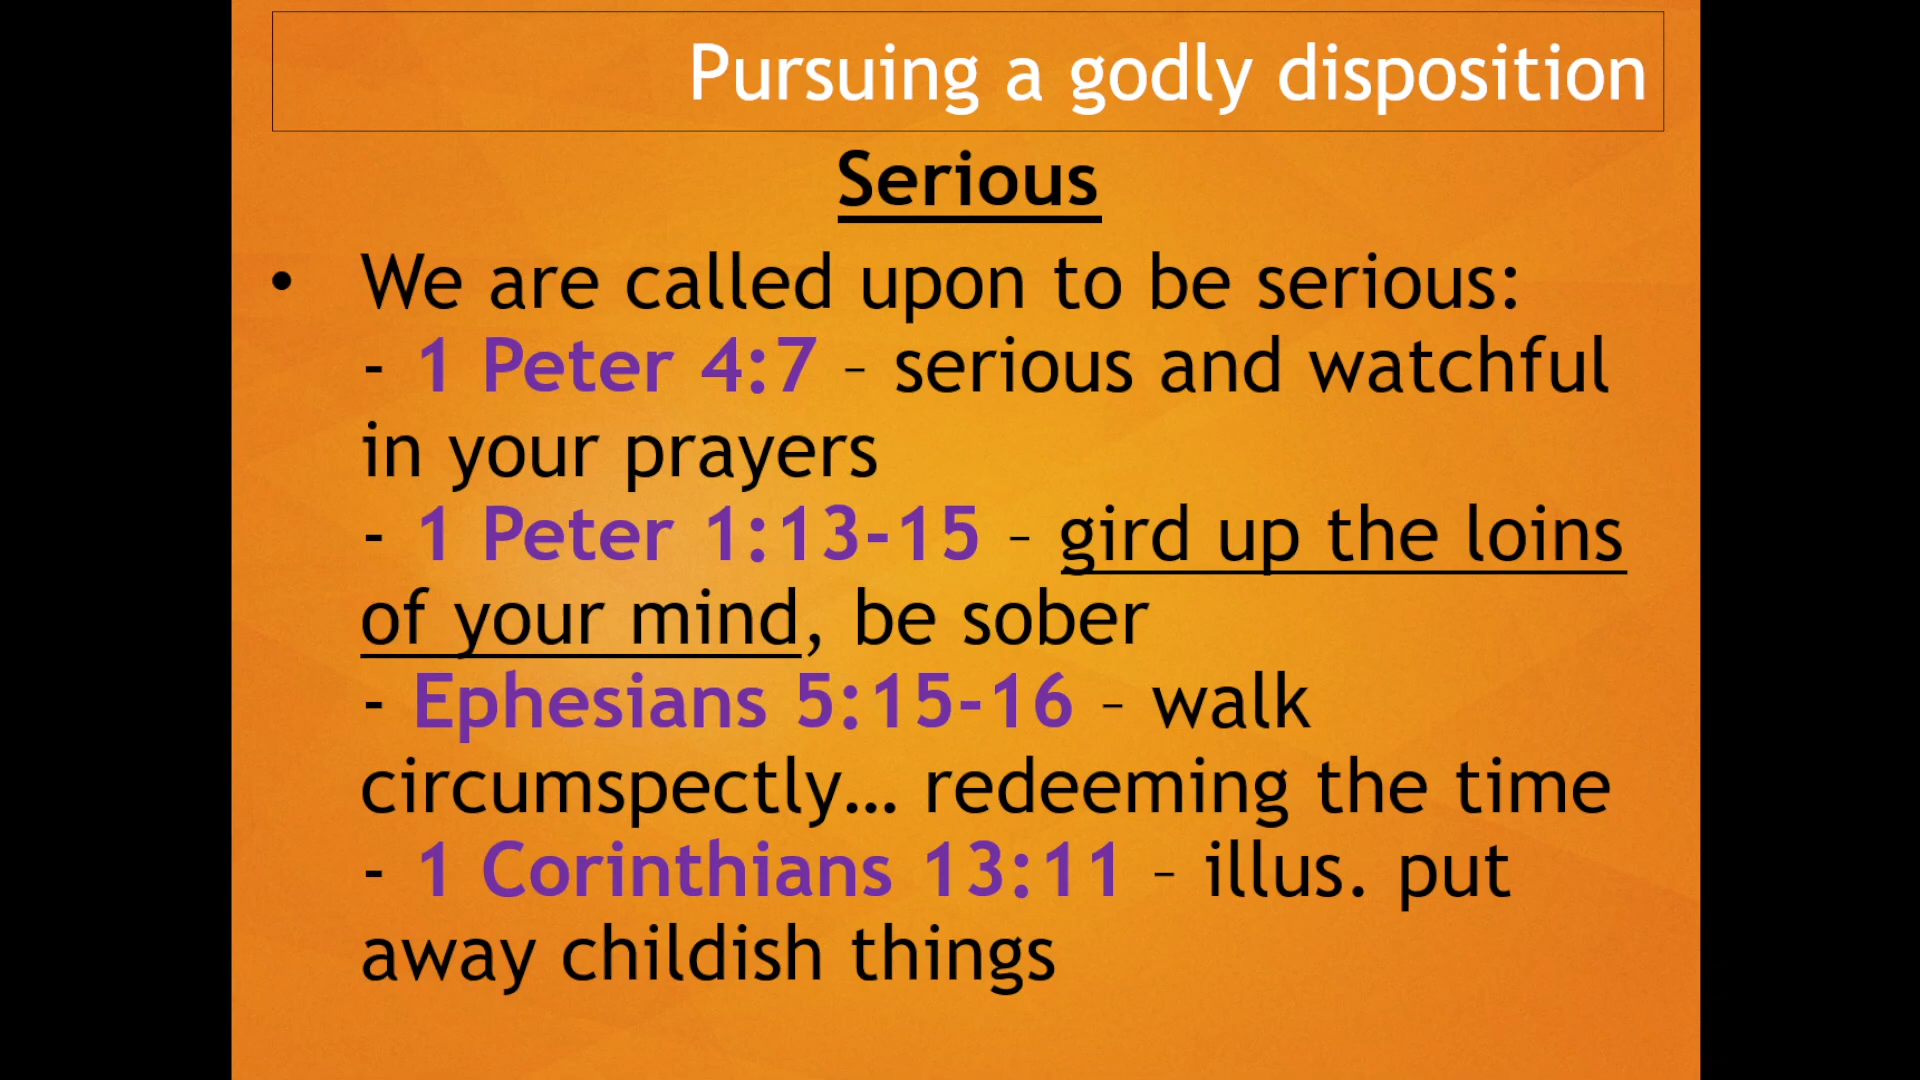 Pursuing a godly disposition
Serious
• We are called upon to be serious:
- 1 Peter 4:7 – serious and watchful
in your prayers
- 1 Peter 1:13-15 – gird up the loins
of your mind, be sober
- Ephesians 5:15-16 – walk
circumspectly… redeeming the time
- 1 Corinthians 13:11 – illus. put
away childish things